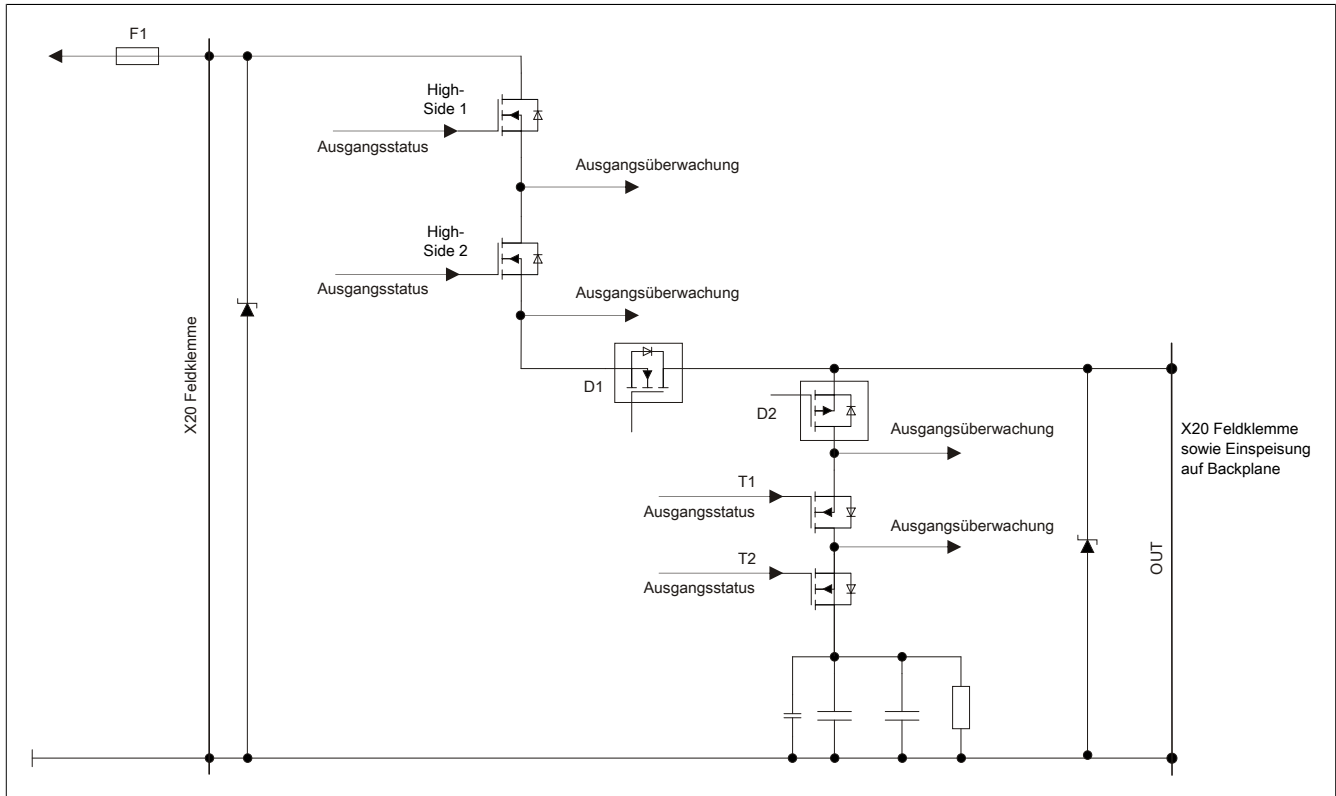 F1
High-
Side 1
Ausgangsstatus
Ausgangsüberwachung
High-
Side 2
Ausgangsstatus
Ausgangsüberwachung
X20 Feldklemme
D1
D2
Ausgangsüberwachung
X20 Feldklemme
sowie Einspeisung
auf Backplane
T1
Ausgangsstatus
Ausgangsüberwachung
T2
Ausgangsstatus
OUT